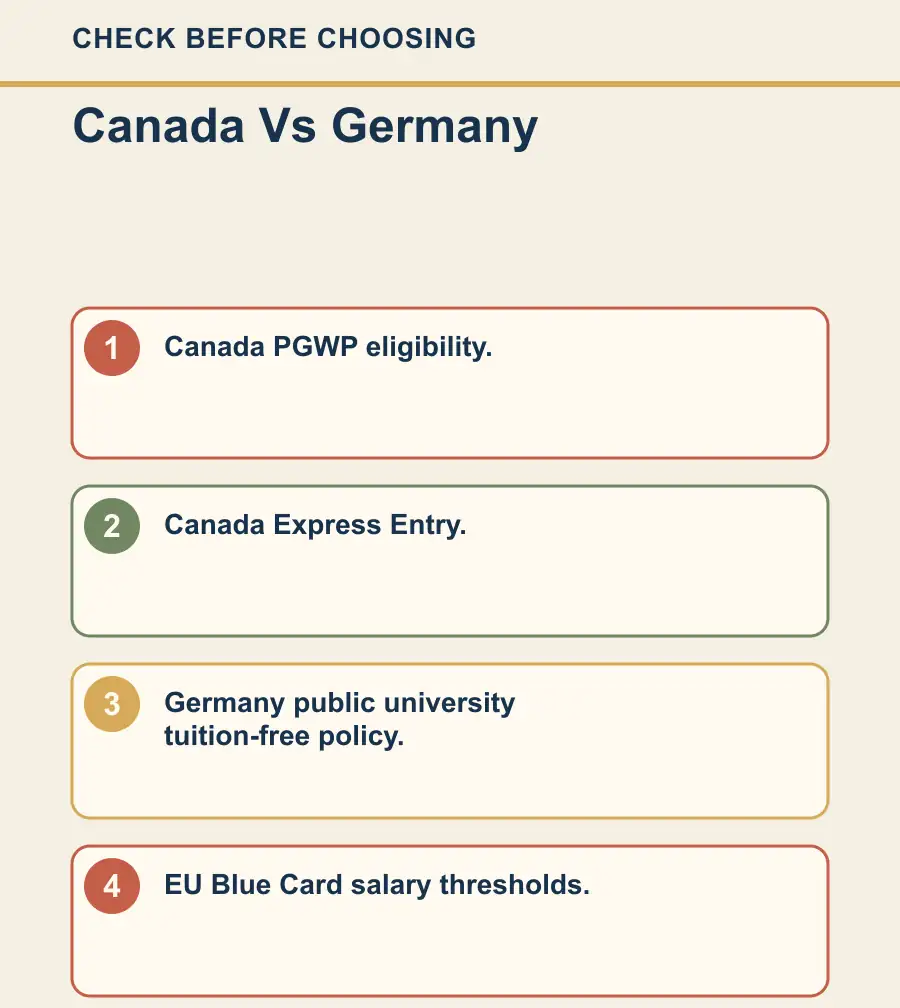 CHECK BEFORE CHOOSING
Canada Vs Germany
1
Canada PGWP eligibility.
2
Canada Express Entry.
3
Germany public university
tuition-free policy.
4
EU Blue Card salary thresholds.